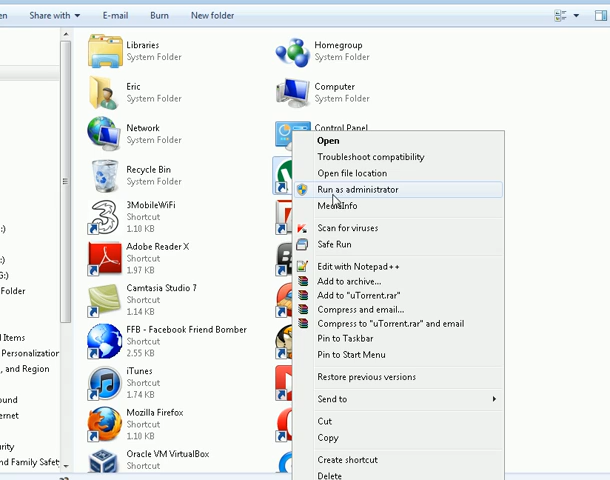 en
Share with
E-mail
Burn
New folder
Libraries
System Folder
Homegroup
System Folder
Eric
System Folder
Computer
System Folder
Network
System Folder
Control Panel
Recycle Bin
System Folder
3MobileWiFi
Shortcut
1.10 KB
Adobe Reader X
Shortcut
1.97 KB
Camtasia Studio 7
Shortcut
1.14 KB
FFB - Facebook Friend Bomber
Shortcut
2.55 KB
iTunes
Shortcut
1.74 KB
Mozilla Firefox
Shortcut
1.10 KB
Oracle VM VirtualBox
Shortcut
Open
Troubleshoot compatibility
Open file location
Run as administrator
MediaInfo
Scan for viruses
Safe Run
Edit with Notepad++
Add to archive...
Add to "uTorrent.rar"
Compress and email...
Compress to "uTorrent.rar" and email
Pin to Taskbar
Pin to Start Menu
Restore previous versions
Send to
Cut
Copy
Create shortcut
Delete
:)
:)
G:)
Folder
l Items
Personalization
, and Region
ound
ernet
urity
nd Family Safet